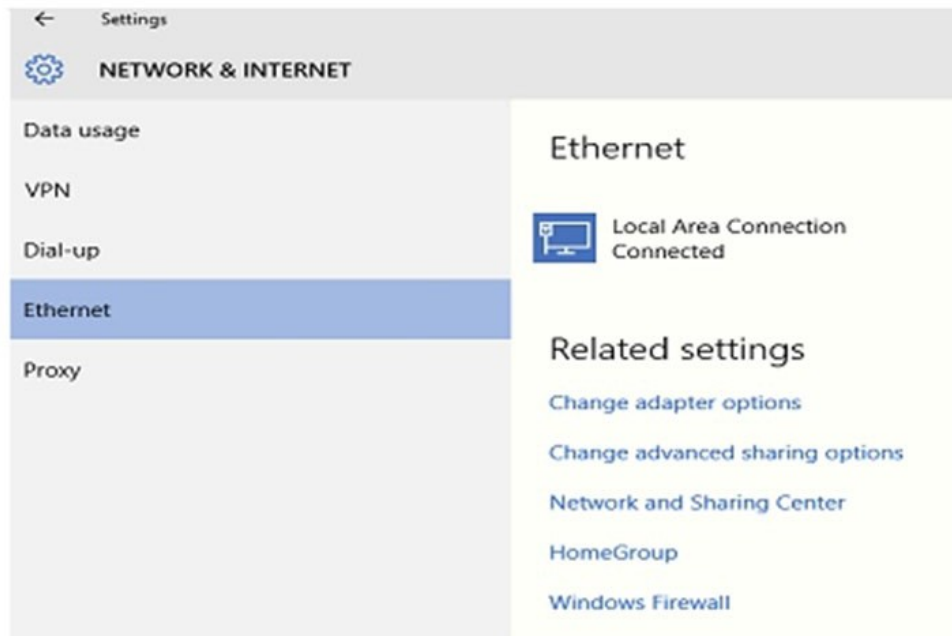 Settings
NETWORK & INTERNET
Data usage
VPN
Dial-up
Ethernet
Proxy
Ethernet
Local Area Connection
Connected
Related settings
Change adapter options
Change advanced sharing options
Network and Sharing Center
HomeGroup
Windows Firewall